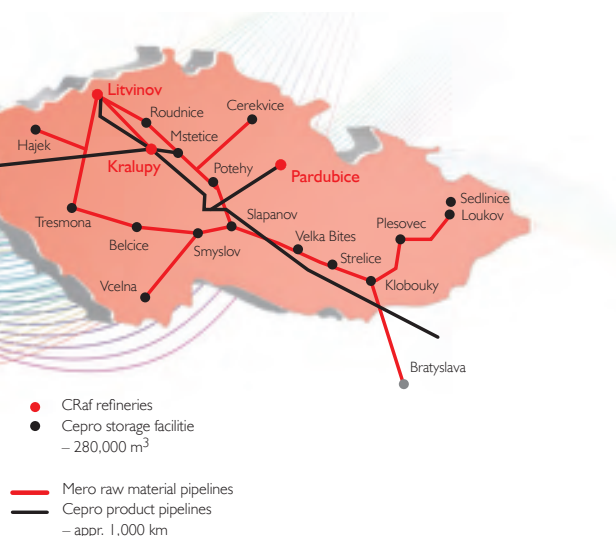 Litvinov
Roudnice
Cerekvice
Hajek
Mstetice
Kralupy
Potehy
Pardubice
Tresmona
Slapanov
Sedlinice
Loukov
Plesovec
Belcice
Smyslov
Velka Bites
Strelice
Vcelna
Klobouky
Bratyslava
CRaf refineries
Cepro storage facilitie
– 280,000 m3
Mero raw material pipelines
Cepro product pipelines
– appr. 1,000 km